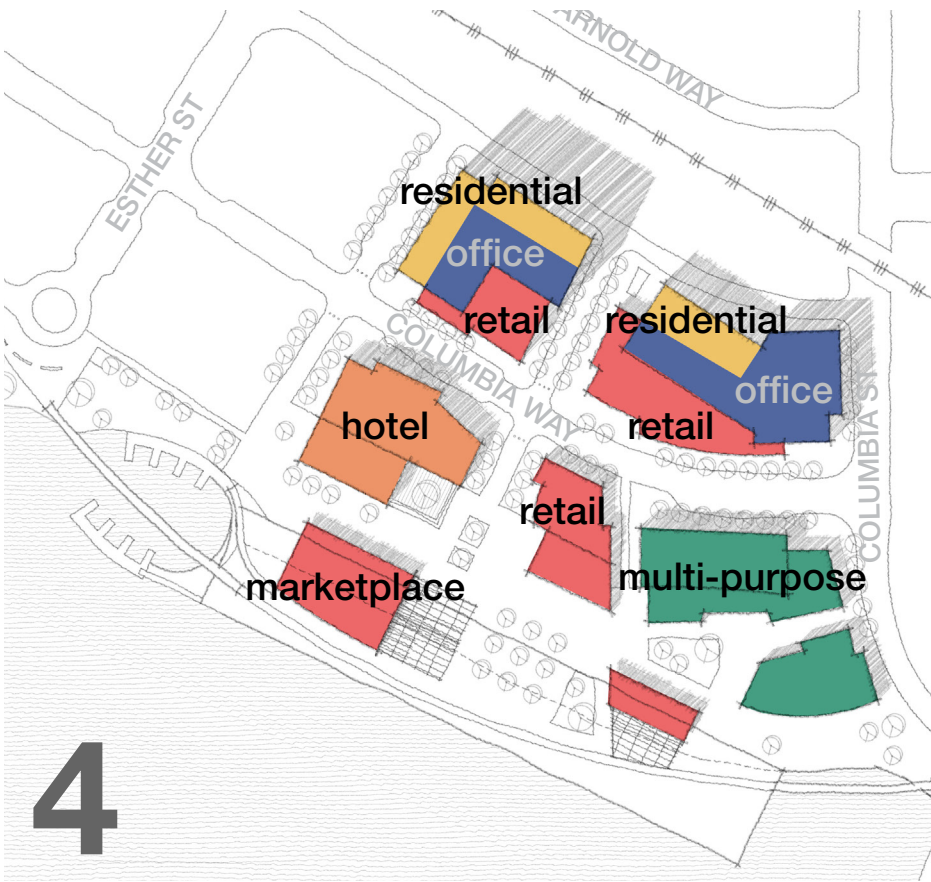 ARNOLD WAY
ESTHER ST
residential
office
retail
residential
office
retail
COLUMBIA WAY
COLUMBIA ST
hotel
retail
marketplace
multi-purpose
4